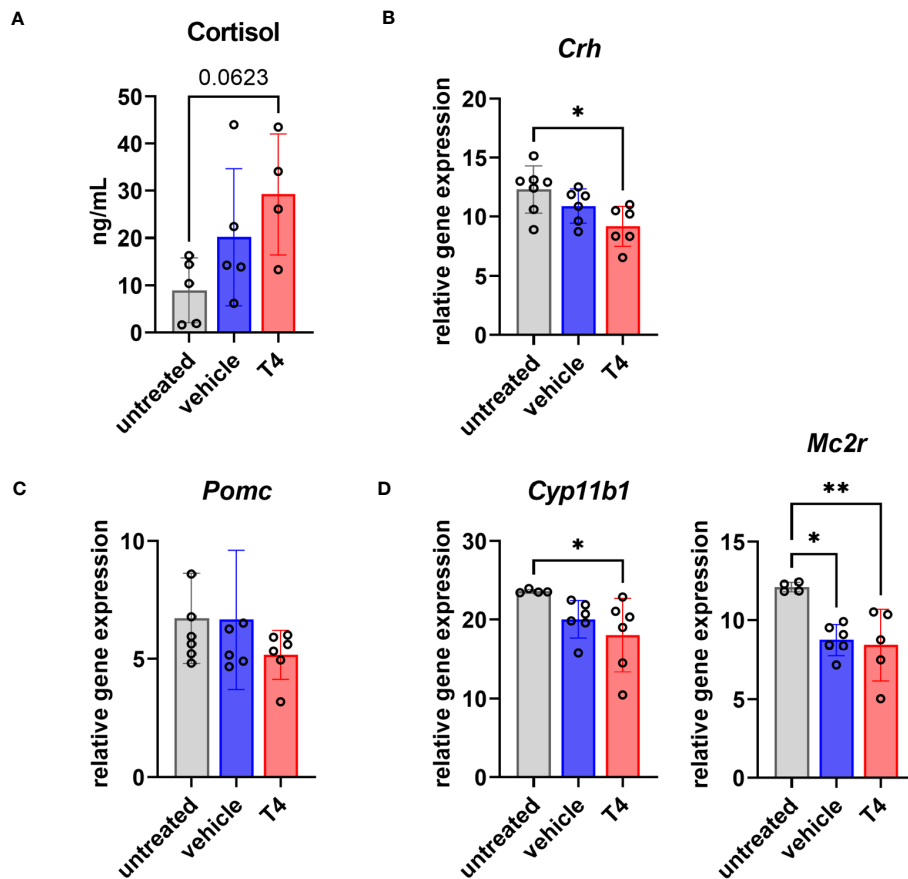 A
Cortisol
0.0623
ng/mL
50
40
30
20
10
0
untreated
vehicle
T4
B
Crh
*
relative gene expression
20
15
10
5
0
untreated
vehicle
T4
C
Pomc
relative gene expression
10
5
0
untreated
vehicle
T4
D
Cyp11b1
*
relative gene expression
30
20
10
0
untreated
vehicle
T4
Mc2r
**
*
relative gene expression
15
10
5
0
untreated
vehicle
T4